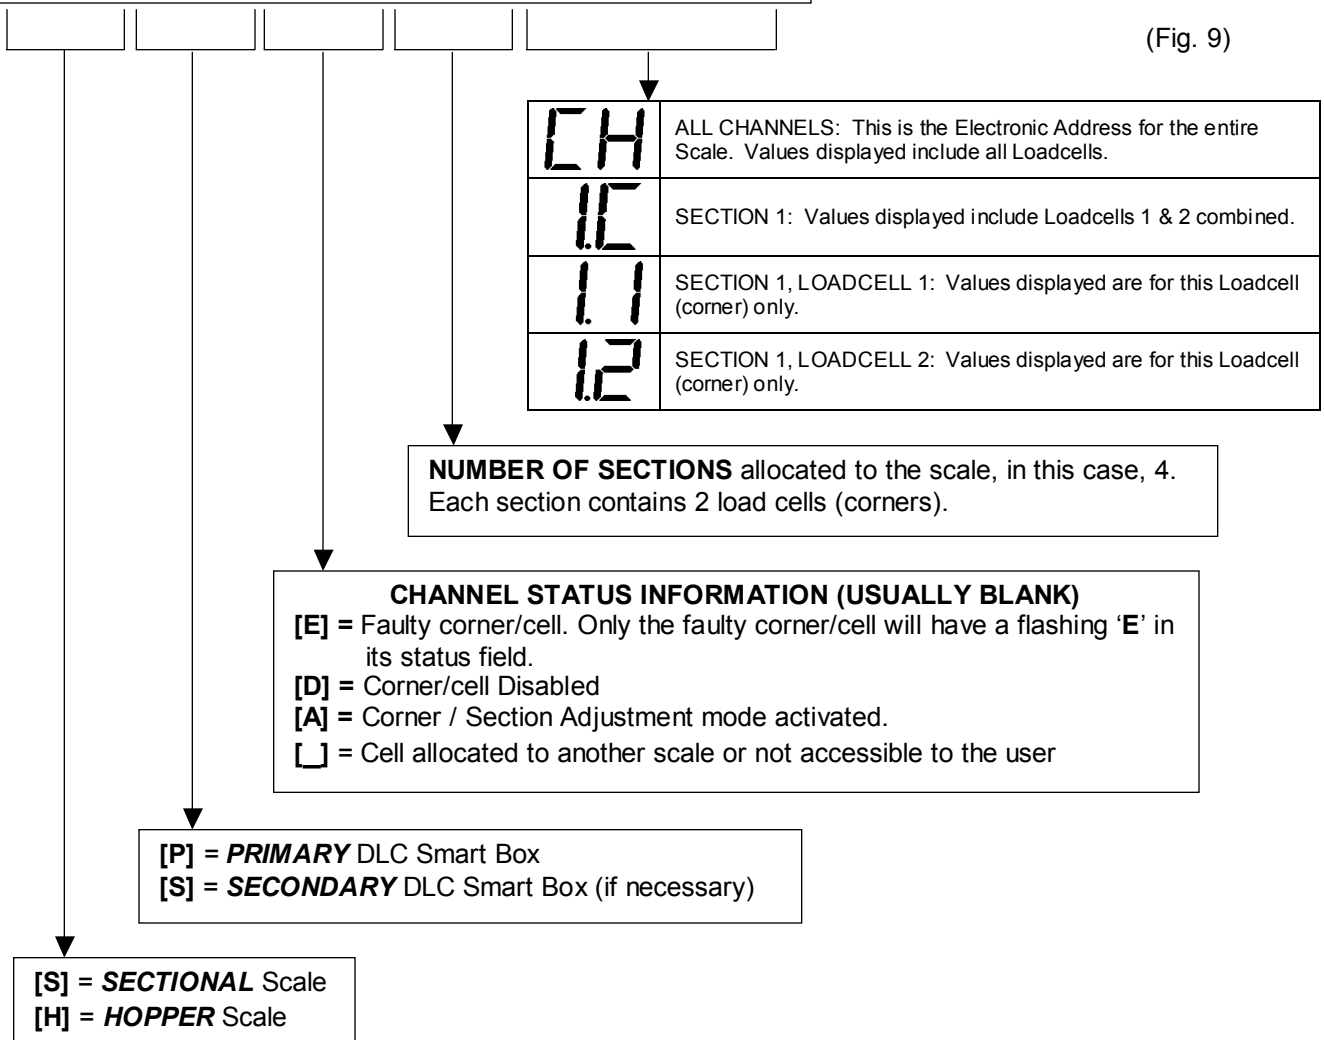 (Fig. 9)
CH
ALL CHANNELS: This is the Electronic Address for the entire
Scale. Values displayed include all Loadcells.
1.C
SECTION 1: Values displayed include Loadcells 1 & 2 combined.
1.1
SECTION 1, LOADCELL 1: Values displayed are for this Loadcell
(corner) only.
1.2
SECTION 1, LOADCELL 2: Values displayed are for this Loadcell
(corner) only.
NUMBER OF SECTIONS allocated to the scale, in this case, 4.
Each section contains 2 load cells (corners).
CHANNEL STATUS INFORMATION (USUALLY BLANK)
[E] = Faulty corner/cell. Only the faulty corner/cell will have a flashing ‘E’ in
its status field.
[D] = Corner/cell Disabled
[A] = Corner / Section Adjustment mode activated.
[_] = Cell allocated to another scale or not accessible to the user
[P] = PRIMARY DLC Smart Box
[S] = SECONDARY DLC Smart Box (if necessary)
[S] = SECTIONAL Scale
[H] = HOPPER Scale